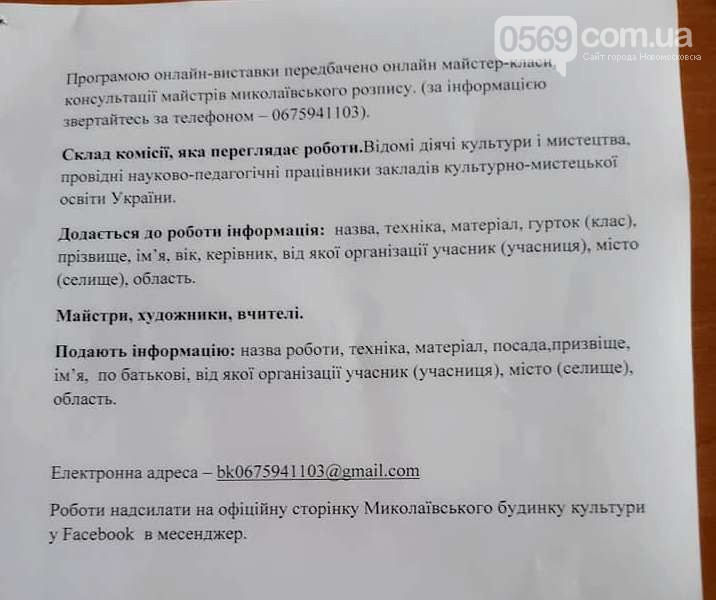 0569.com.ua
Сайт города Новомосковска
Програмою онлайн-виставки передбачено онлайн майстер-класи,
консультації майстрів миколаївського розпису. (за інформацією
звертайтесь за телефоном – 0675941103).
Склад комісії, яка переглядає роботи.Відомі діячі культури і мистецтва,
провідні науково-педагогічні працівники закладів культурно-мистецької
освіти України.
Додається до роботи інформація: назва, техніка, матеріал, гурток (клас),
прізвище, ім’я, вік, керівник, від якої організації учасник (учасниця), місто
(селище), область.
Майстри, художники, вчителі.
Подають інформацію: назва роботи, техніка, матеріал, посада,призвіще,
ім’я, по батькові, від якої організації учасник (учасниця), місто (селище),
область.
Електронна адреса – bk0675941103@gmail.com
Роботи надсилати на офіційну сторінку Миколаївського будинку культури
у Facebook в месенджер.